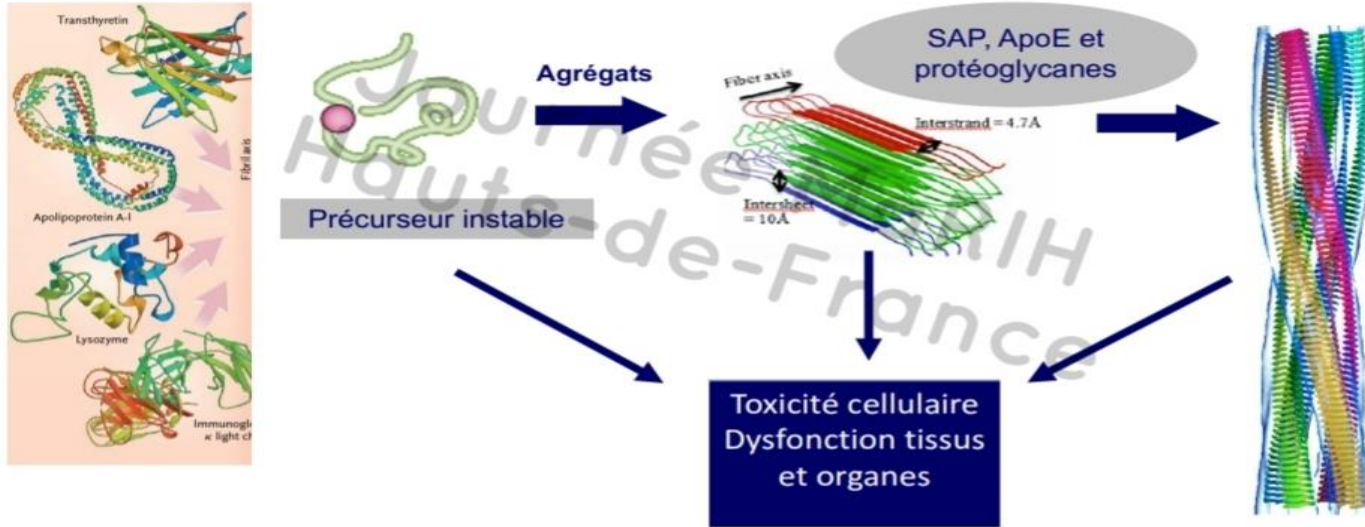 Transthyretin
Apolipoprotein A-I
Lysozyme
Immunogl
κ light ch
Fibril axis
Précurseur instable
Agrégats
Fiber axis
Interstrand = 4.7Å
Intersheet
= 10Å
SAP, ApoE et
protéoglycanes
Toxicité cellulaire
Dysfonction tissus
et organes
Journée MaRIH
Hauts-de-France